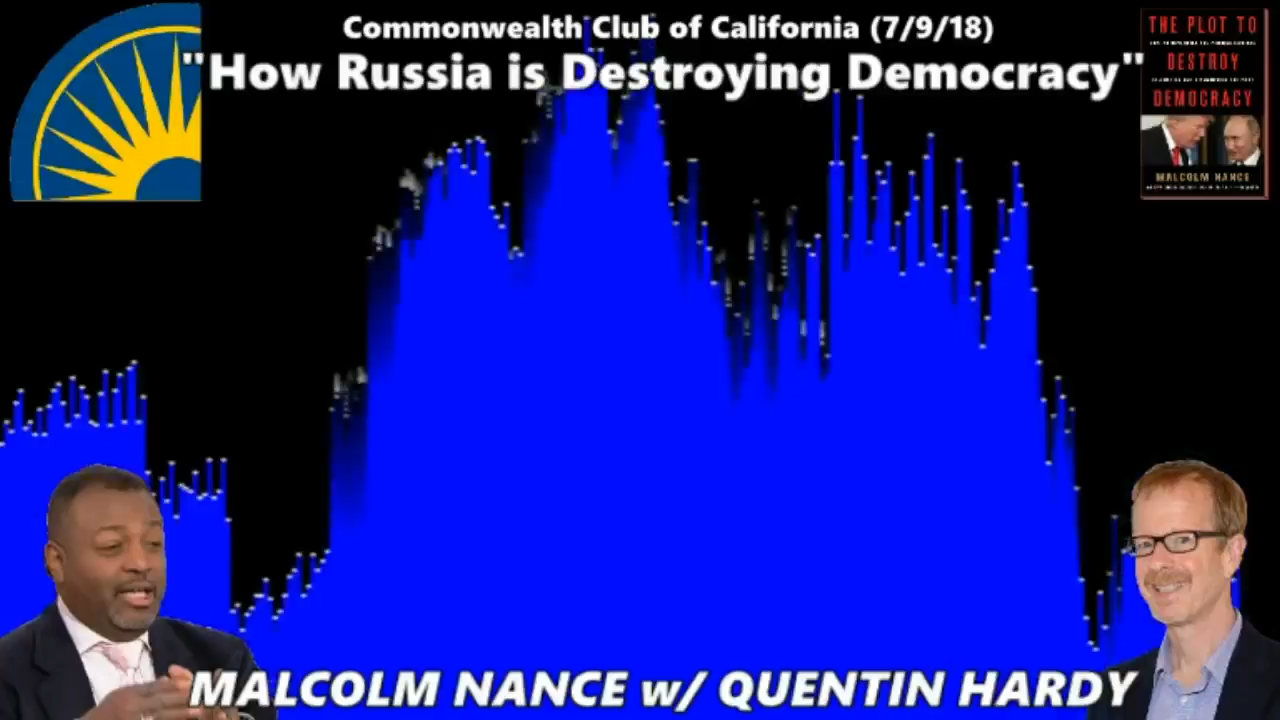 Commonwealth Club of California (7/9/18)
"How Russia is Destroying Democracy"
THE PLOT TO
DESTROY
DEMOCRACY
MALCOLM NANCE
MALCOLM NANCE w/ QUENTIN HARDY